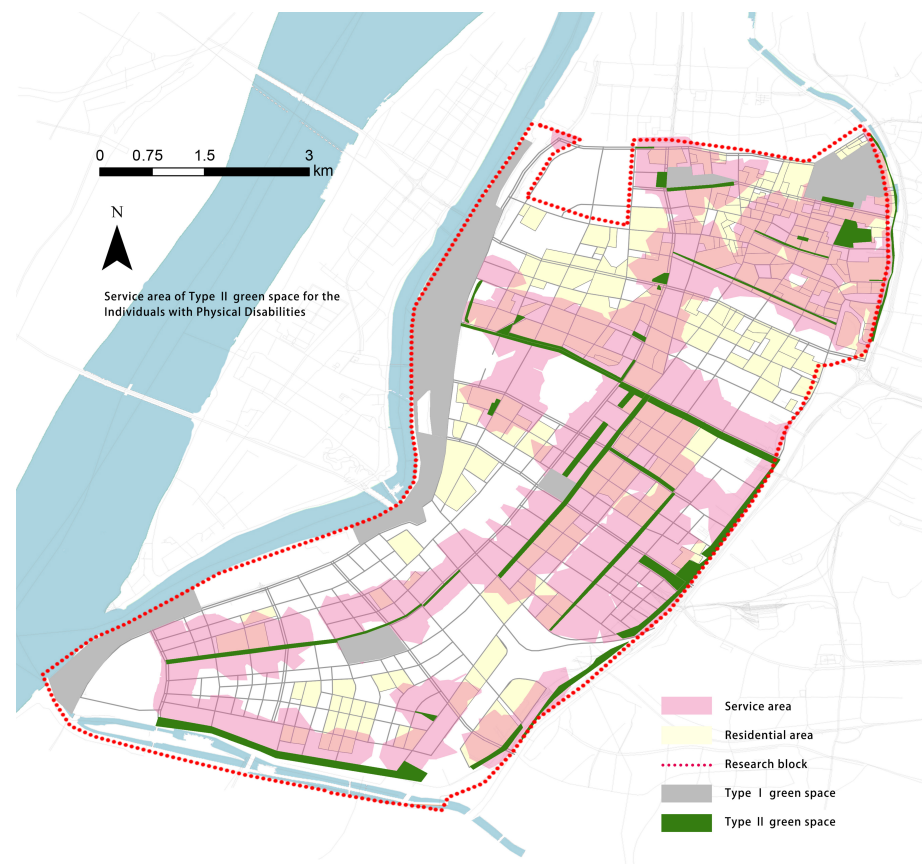 0 0.75 1.5 3
km
N
Service area of Type Ⅱ green space for the
Individuals with Physical Disabilities
Service area
Residential area
Research block
Type Ⅰ green space
Type Ⅱ green space